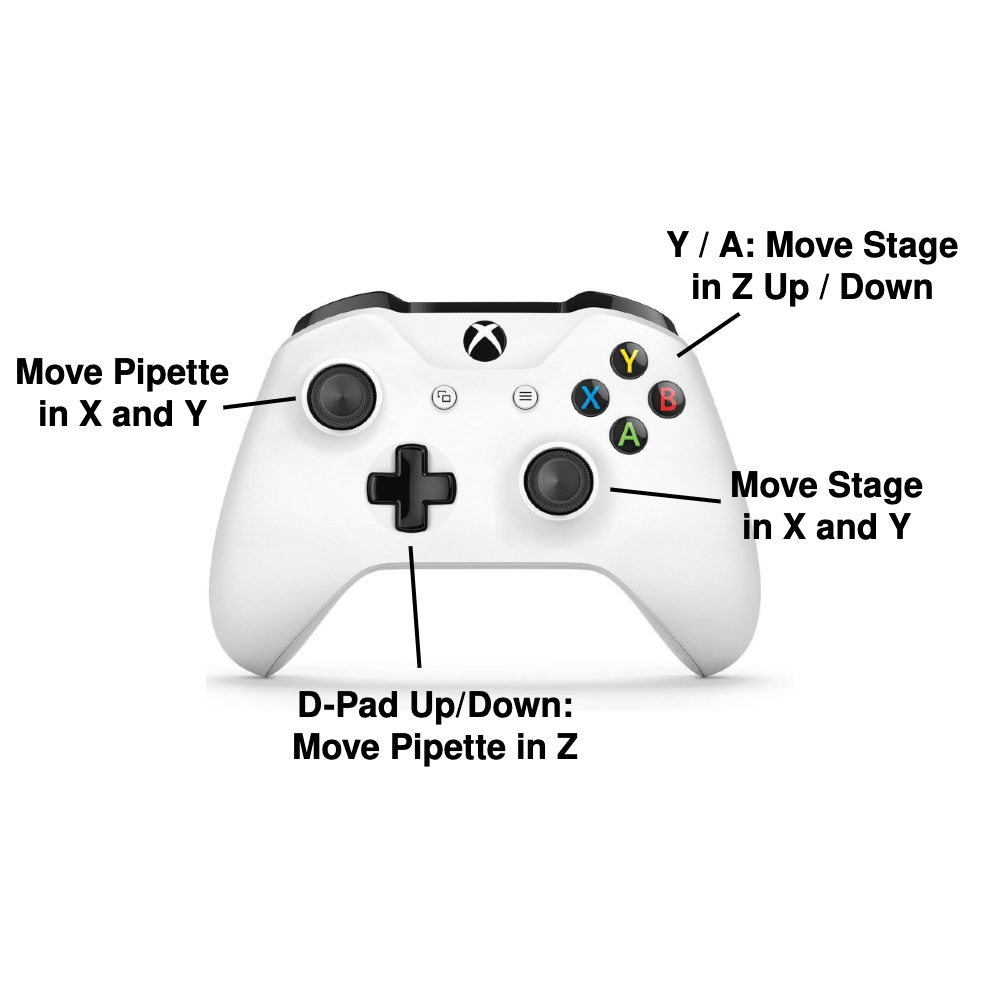 Y / A: Move Stage
in Z Up / Down
Move Pipette
in X and Y
Y
X
B
A
Move Stage
in X and Y
D-Pad Up/Down:
Move Pipette in Z